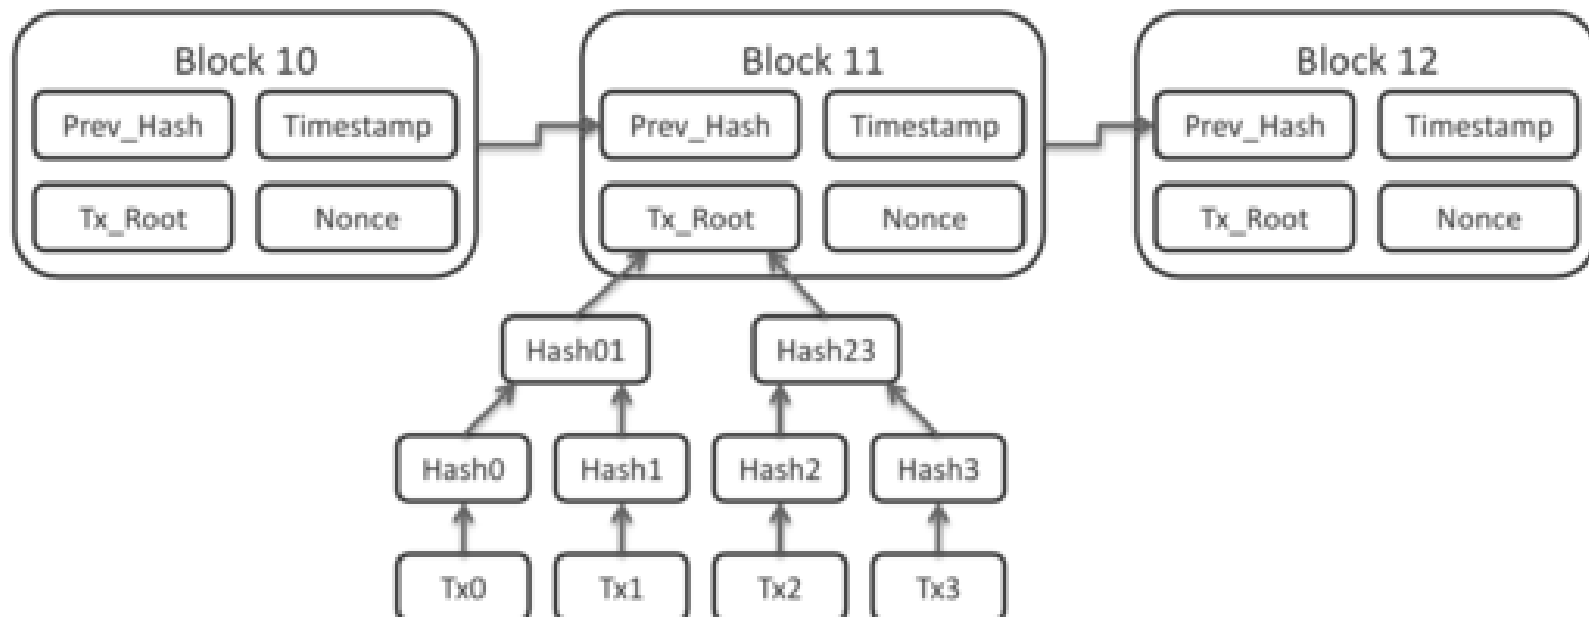 Block 10
Prev_Hash
Timestamp
Tx_Root
Nonce
Block 11
Prev_Hash
Timestamp
Tx_Root
Nonce
Block 12
Prev_Hash
Timestamp
Tx_Root
Nonce
Hash01
Hash23
Hash0
Hash1
Hash2
Hash3
Tx0
Tx1
Tx2
Tx3